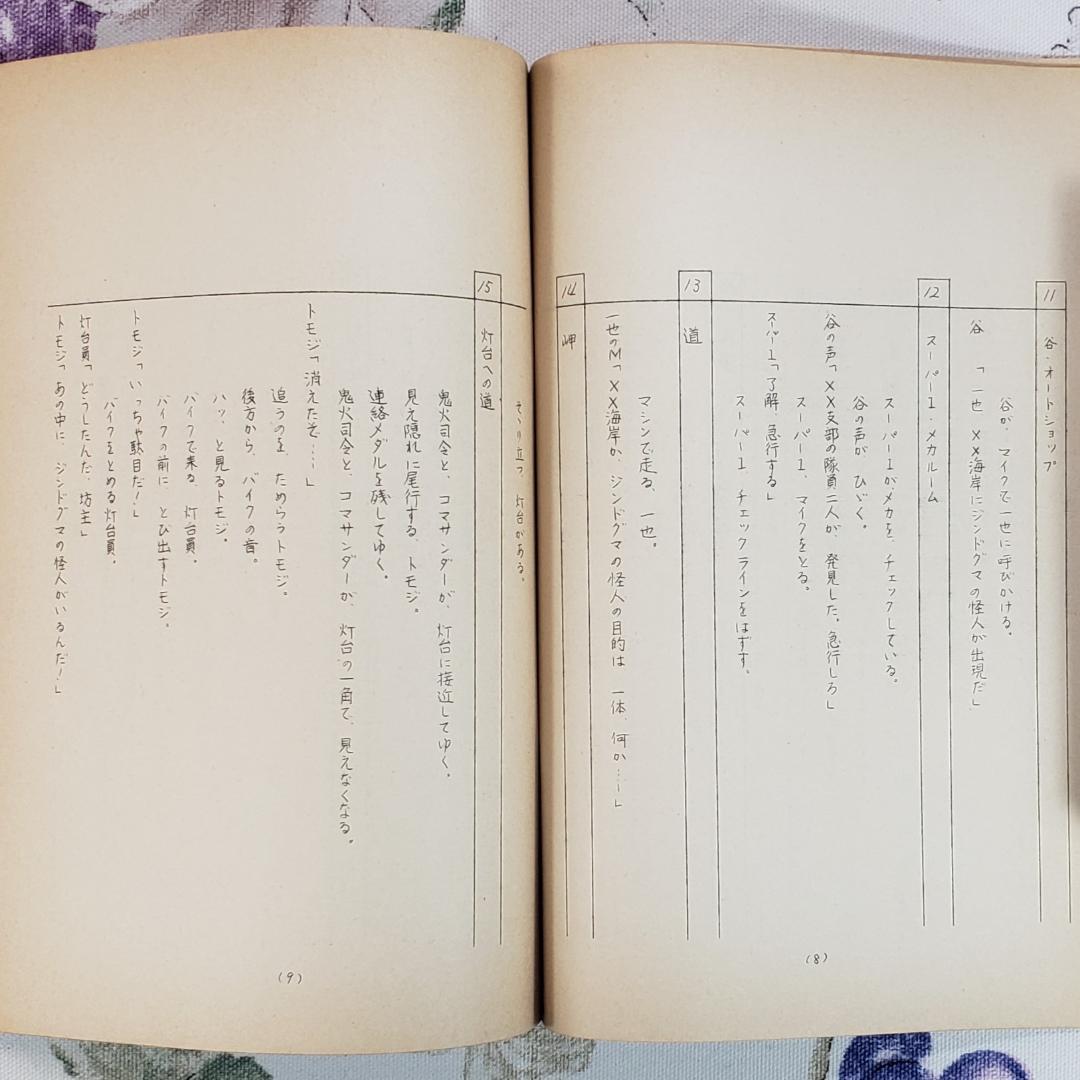 11 谷・オートショップ
谷が、マイクで一也に呼びかける。
谷「一也、××海岸にジンドグマの怪人が出現だ」
12 スーパー1・メカルーム
スーパー1が、メカを、チェックしている。
谷の声が、ひびく。
谷の声「××支部の隊員二人が、発見した、急行しろ」
スーパー1、マイクをとる。
スーパー1「了解、急行する」
スーパー1、チェックラインをはずす。
13 道
マシンで走る、一也。
一也のM「××海岸か、ジンドグマの怪人の目的は、一体、何か…」
14 岬
(8)
そそり立つ、灯台がある。
15 灯台への道
鬼火司令と、コマサンダーが、灯台に接近してゆく。
見え隠れに尾行する、トモジ。
連絡メダルを残してゆく。
鬼火司令と、コマサンダーが、灯台の一角で、見えなくなる。
トモジ「消えたぞ…」
追うのを、ためらうトモジ。
後方から、バイクの音。
ハッ、と見るトモジ。
バイクで来る、灯台員。
バイクの前に、とび出すトモジ。
トモジ「いっちゃ駄目だ!」
バイクをとめる灯台員。
灯台員「どうしたんだ、坊主」
トモジ「あの中に、ジンドグマの怪人がいるんだ!」
(9)